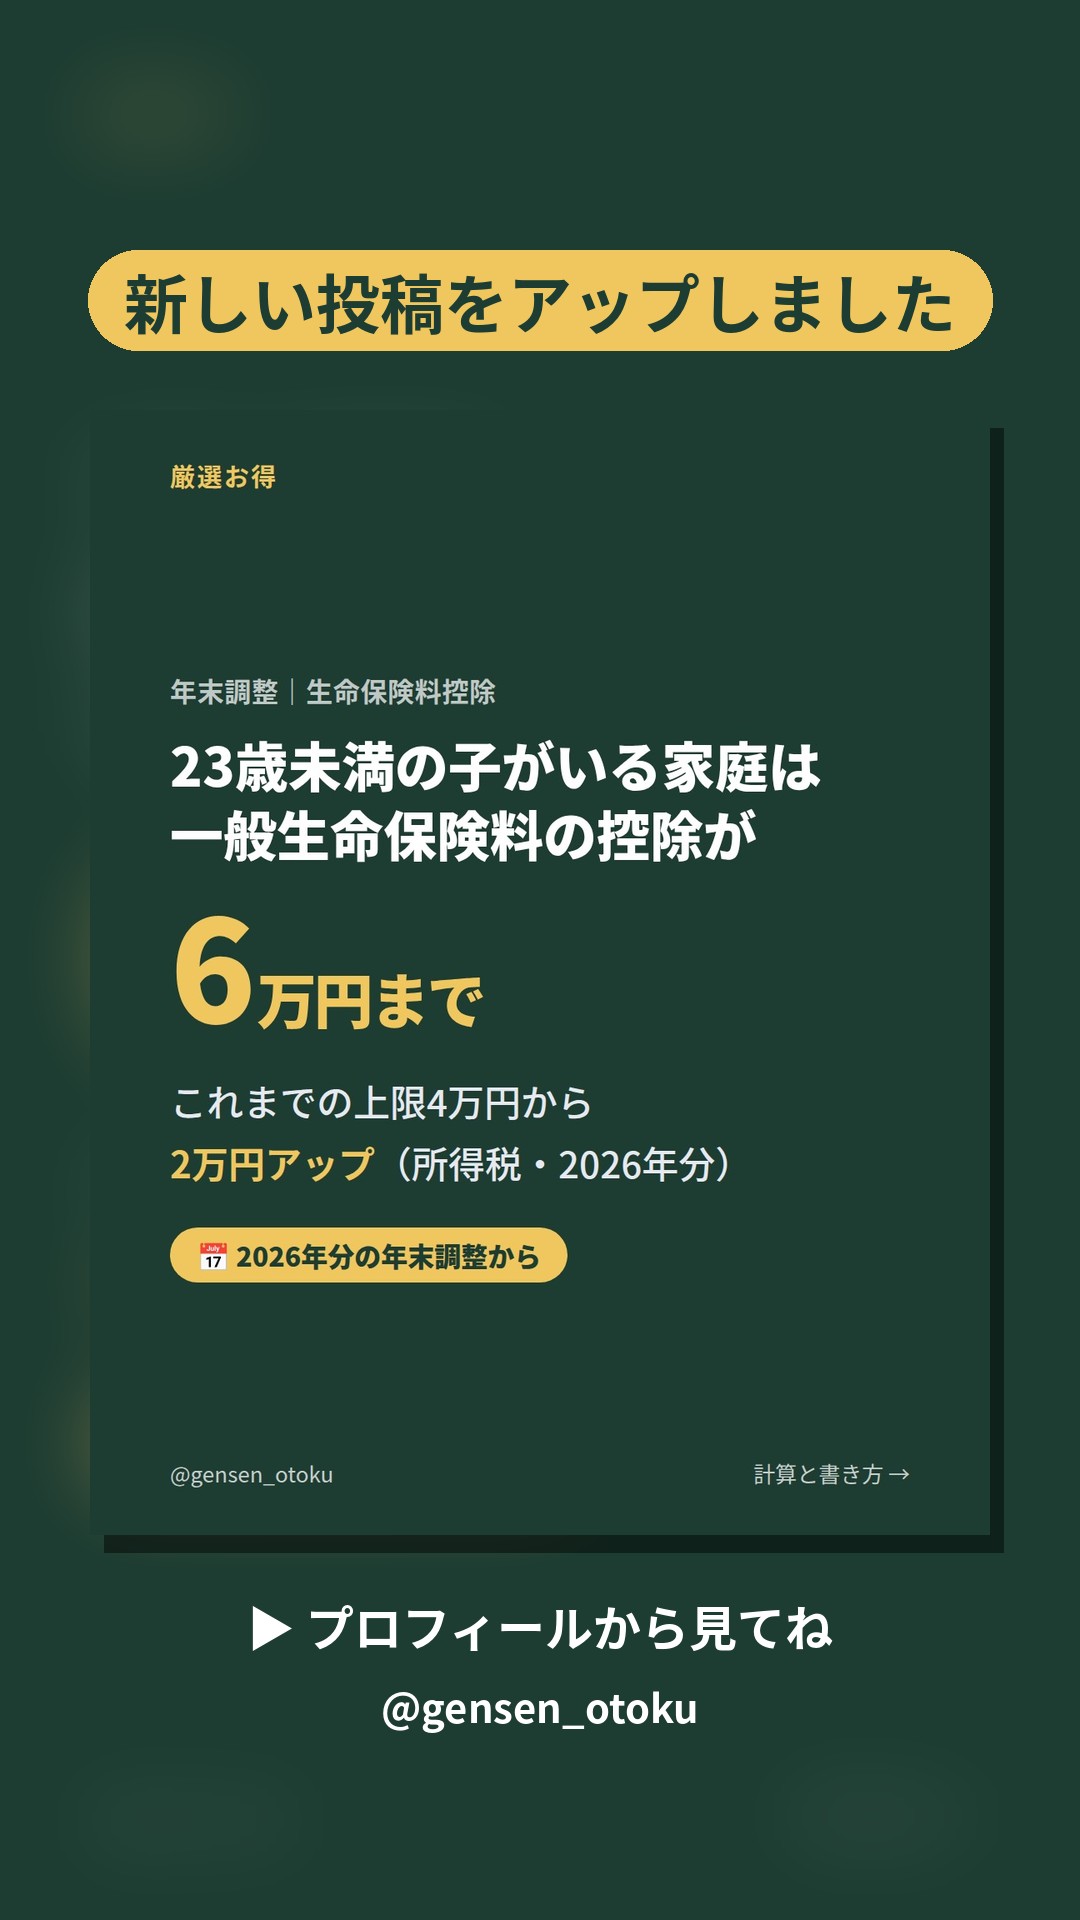 新しい投稿をアップしました
厳選お得
年末調整｜生命保険料控除
23歳未満の子がいる家庭は
一般生命保険料の控除が
6万円まで
これまでの上限4万円から
2万円アップ（所得税・2026年分）
📅 2026年分の年末調整から
@gensen_otoku
計算と書き方→
▶ プロフィールから見てね
@gensen_otoku